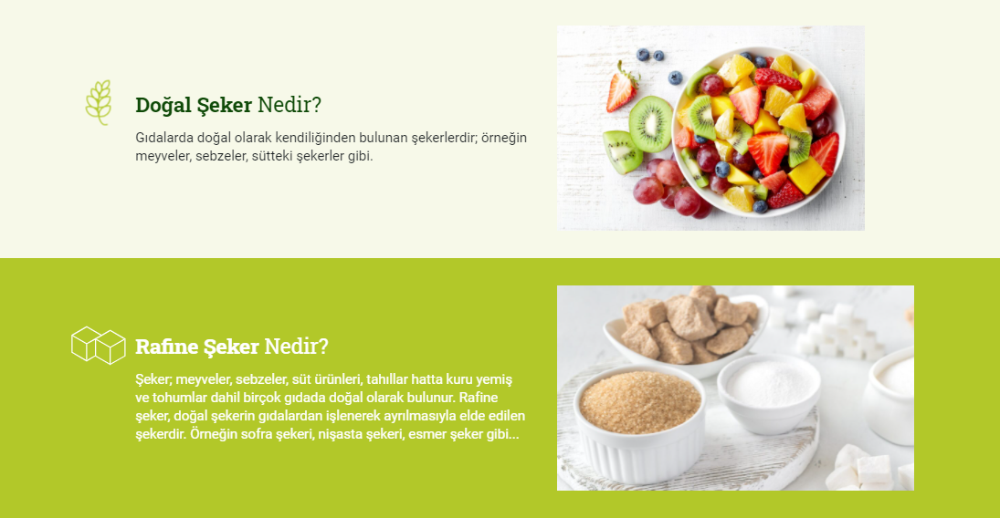 Doğal Şeker Nedir?
Gıdalarda doğal olarak kendiliğinden bulunan şekerlerdir; örneğin
meyveler, sebzeler, sütteki şekerler gibi.
Rafine Şeker Nedir?
Şeker; meyveler, sebzeler, süt ürünleri, tahıllar hatta kuru yemiş
ve tohumlar dahil birçok gıdada doğal olarak bulunur. Rafine
şeker, doğal şekerin gıdalardan işlenerek ayrılmasıyla elde edilen
şekerdir. Örneğin sofra şekeri, nişasta şekeri, esmer şeker gibi...